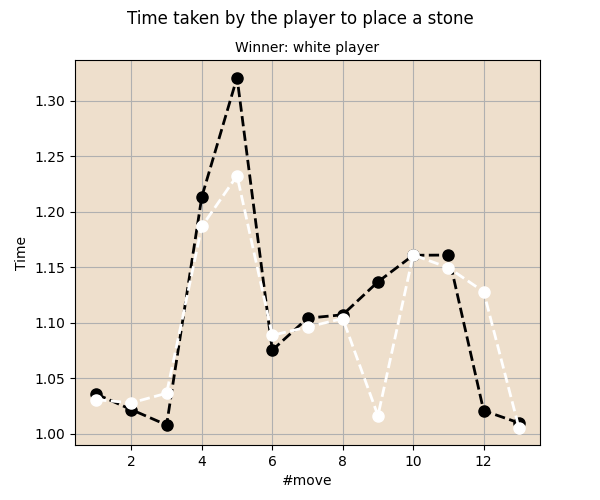 Time taken by the player to place a stone
Winner: white player
1.30
1.25
1.20
1.15
1.10
1.05
1.00
Time
2 4 6 8 10 12
#move